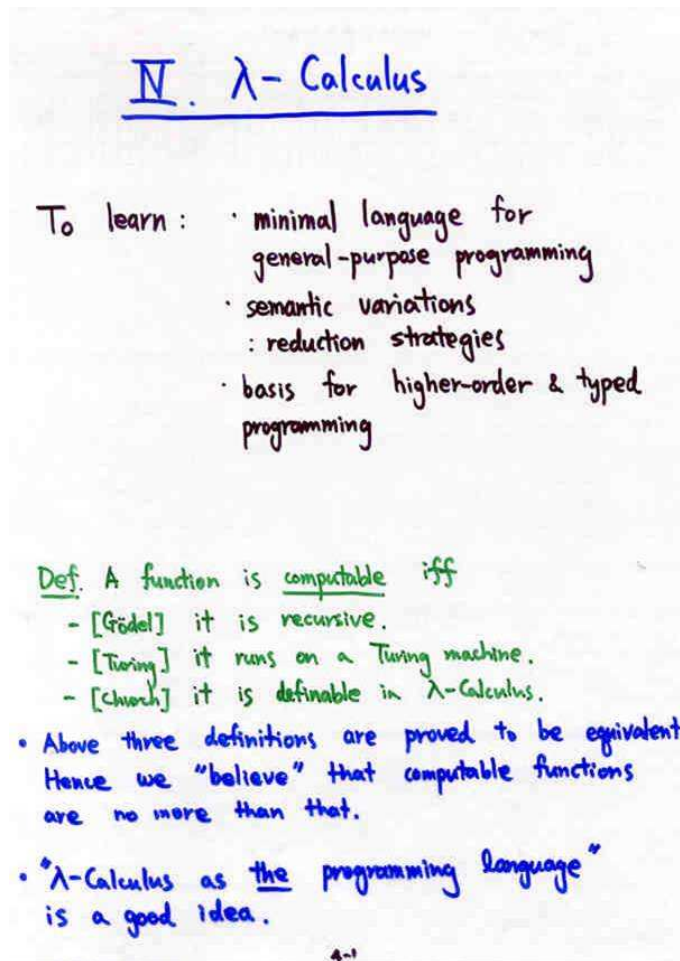 IV. λ-Calculus
To learn : · minimal language for
general-purpose programming
· semantic variations
: reduction strategies
· basis for higher-order & typed
programming
Def. A function is computable iff
- [Gödel] it is recursive.
- [Turing] it runs on a Turing machine.
- [Church] it is definable in λ-Calculus.
• Above three definitions are proved to be equivalent
Hence we "believe" that computable functions
are no more than that.
• "λ-Calculus as the programming language"
is a good idea.
4-1